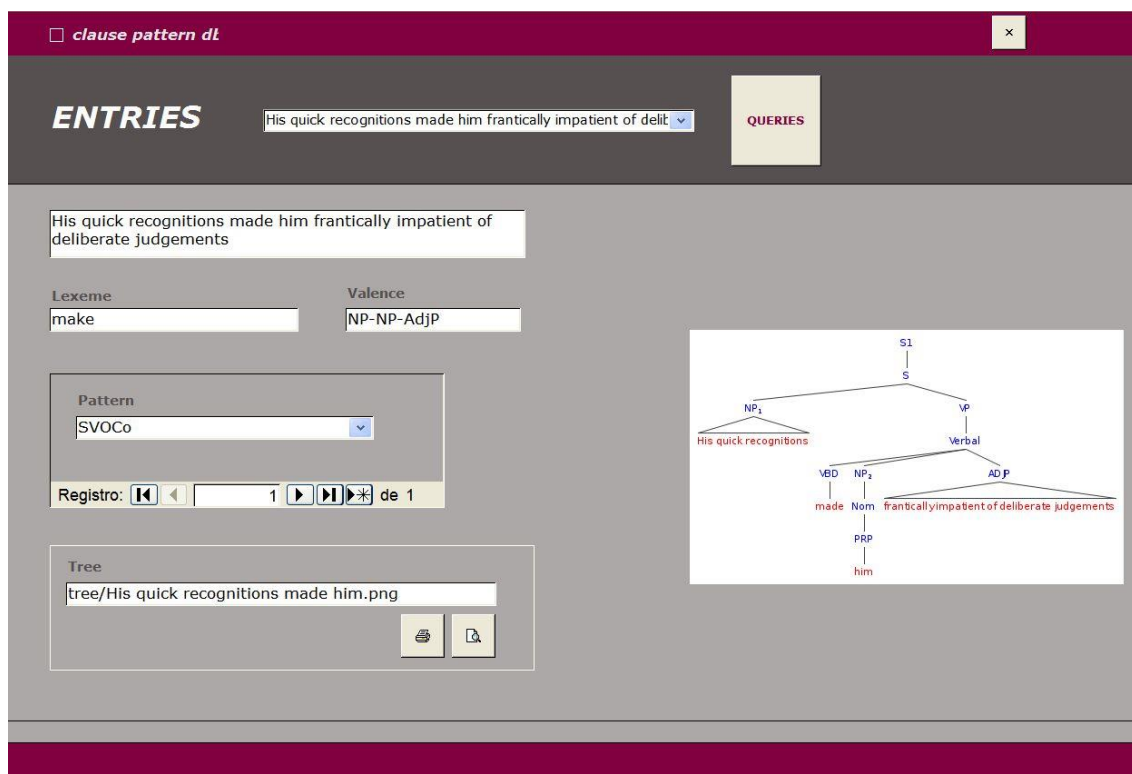 clause pattern db
×
ENTRIES
His quick recognitions made him frantically impatient of delit
QUERIES
His quick recognitions made him frantically impatient of
deliberate judgements
Lexeme
Valence
make
NP-NP-AdjP
Pattern
SVOCo
Registro: 1 de 1
Tree
tree/His quick recognitions made him.png
S1
S
NP₁ VP
His quick recognitions
Verbal
VBD NP₂ ADJP
made Nom frantically impatient of deliberate judgements
PRP
him